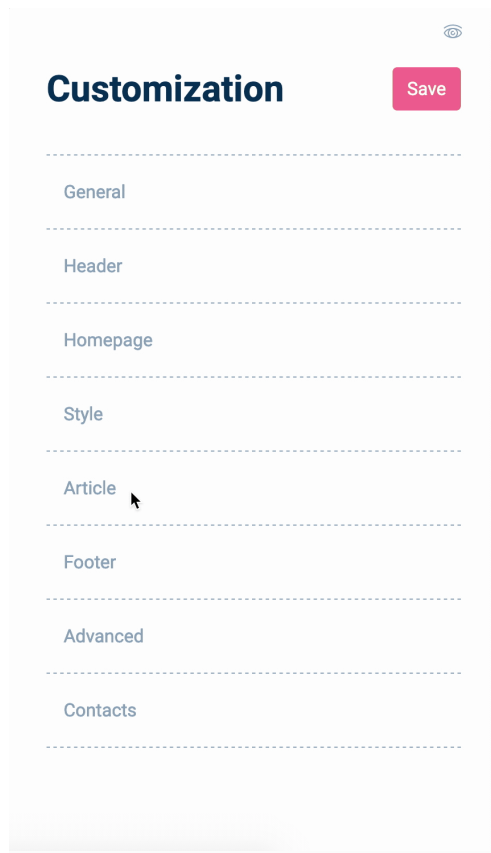 Customization
Save
General
Header
Homepage
Style
Article
Footer
Advanced
Contacts